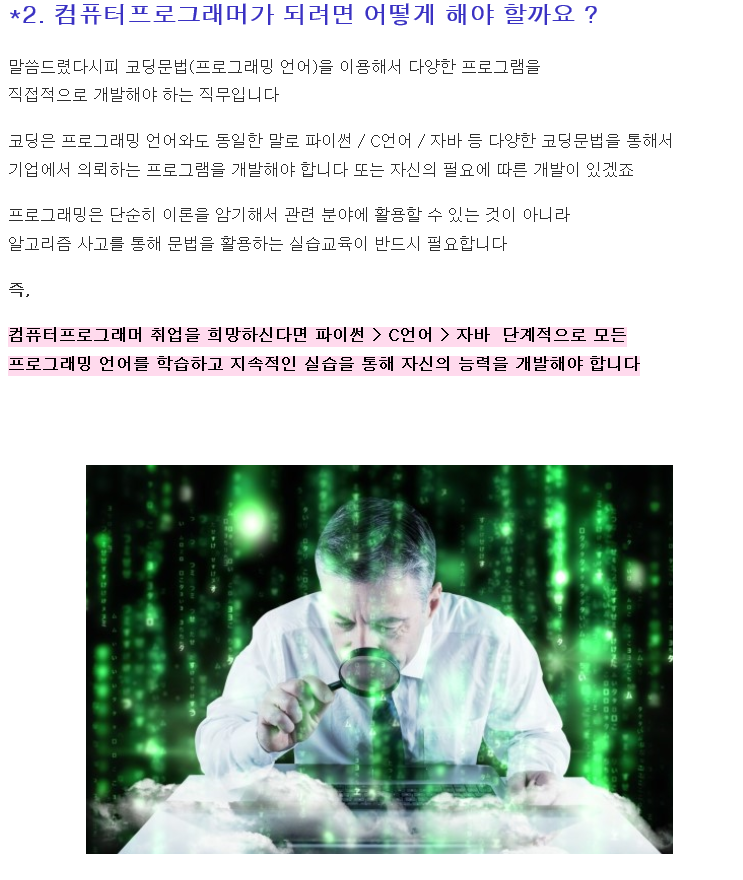 *2. 컴퓨터프로그래머가 되려면 어떻게 해야 할까요 ?
말씀드렸다시피 코딩문법(프로그래밍 언어)을 이용해서 다양한 프로그램을
직접적으로 개발해야 하는 직무입니다
코딩은 프로그래밍 언어와도 동일한 말로 파이썬 / C언어 / 자바 등 다양한 코딩문법을 통해서
기업에서 의뢰하는 프로그램을 개발해야 합니다 또는 자신의 필요에 따른 개발이 있겠죠
프로그래밍은 단순히 이론을 암기해서 관련 분야에 활용할 수 있는 것이 아니라
알고리즘 사고를 통해 문법을 활용하는 실습교육이 반드시 필요합니다
즉,
컴퓨터프로그래머 취업을 희망하신다면 파이썬 > C언어 > 자바 단계적으로 모든
프로그래밍 언어를 학습하고 지속적인 실습을 통해 자신의 능력을 개발해야 합니다